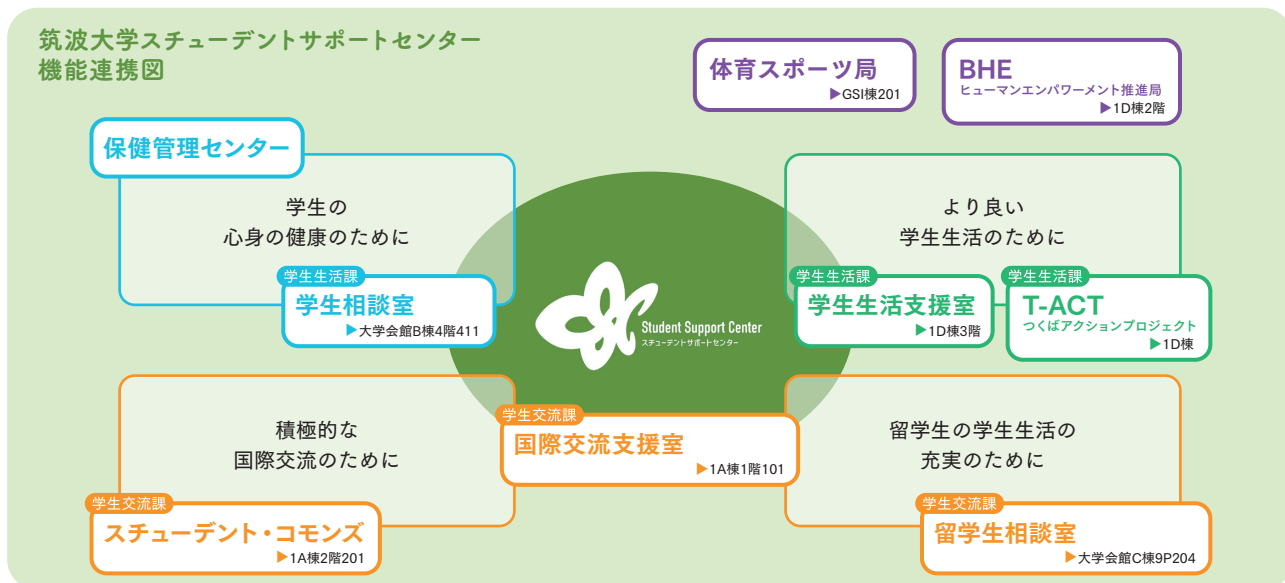 筑波大学スチューデントサポートセンター
機能連携図
体育スポーツ局
▶GSI棟201
BHE
ヒューマンエンパワーメント推進局
▶1D棟2階
保健管理センター
学生の
心身の健康のために
学生生活課
学生相談室
▶大学会館B棟4階411
より良い
学生生活のために
学生生活課
学生生活支援室
▶1D棟3階
学生生活課
T-ACT
つくばアクションプロジェクト
▶1D棟
Student Support Center
スチューデントサポートセンター
積極的な
国際交流のために
学生交流課
国際交流支援室
▶1A棟1階101
留学生の学生生活の
充実のために
学生交流課
スチューデント・コモンズ
▶1A棟2階201
学生交流課
留学生相談室
▶大学会館C棟9P204